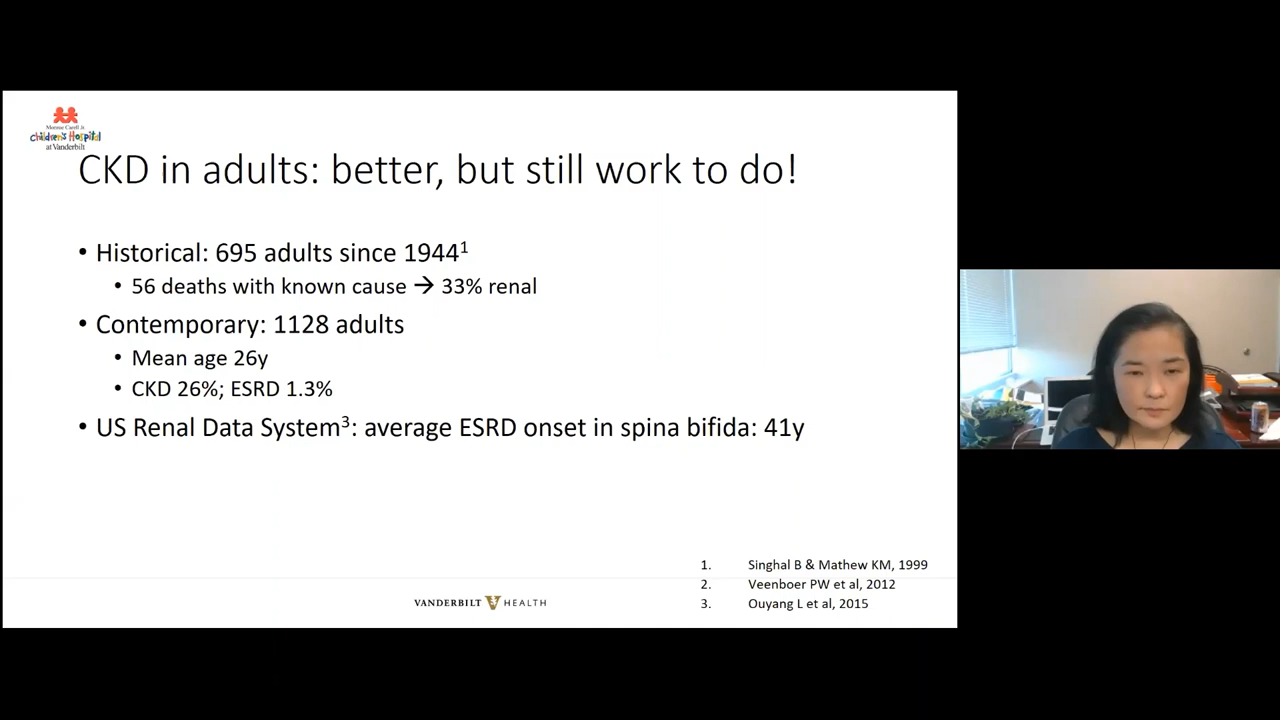 Monroe Carell Jr.
Children's Hospital
at Vanderbilt
CKD in adults: better, but still work to do!
• Historical: 695 adults since 1944¹
• 56 deaths with known cause → 33% renal
• Contemporary: 1128 adults
• Mean age 26y
• CKD 26%; ESRD 1.3%
• US Renal Data System³: average ESRD onset in spina bifida: 41y
1. Singhal B & Mathew KM, 1999
2. Veenboer PW et al, 2012
3. Ouyang L et al, 2015
VANDERBILT V HEALTH